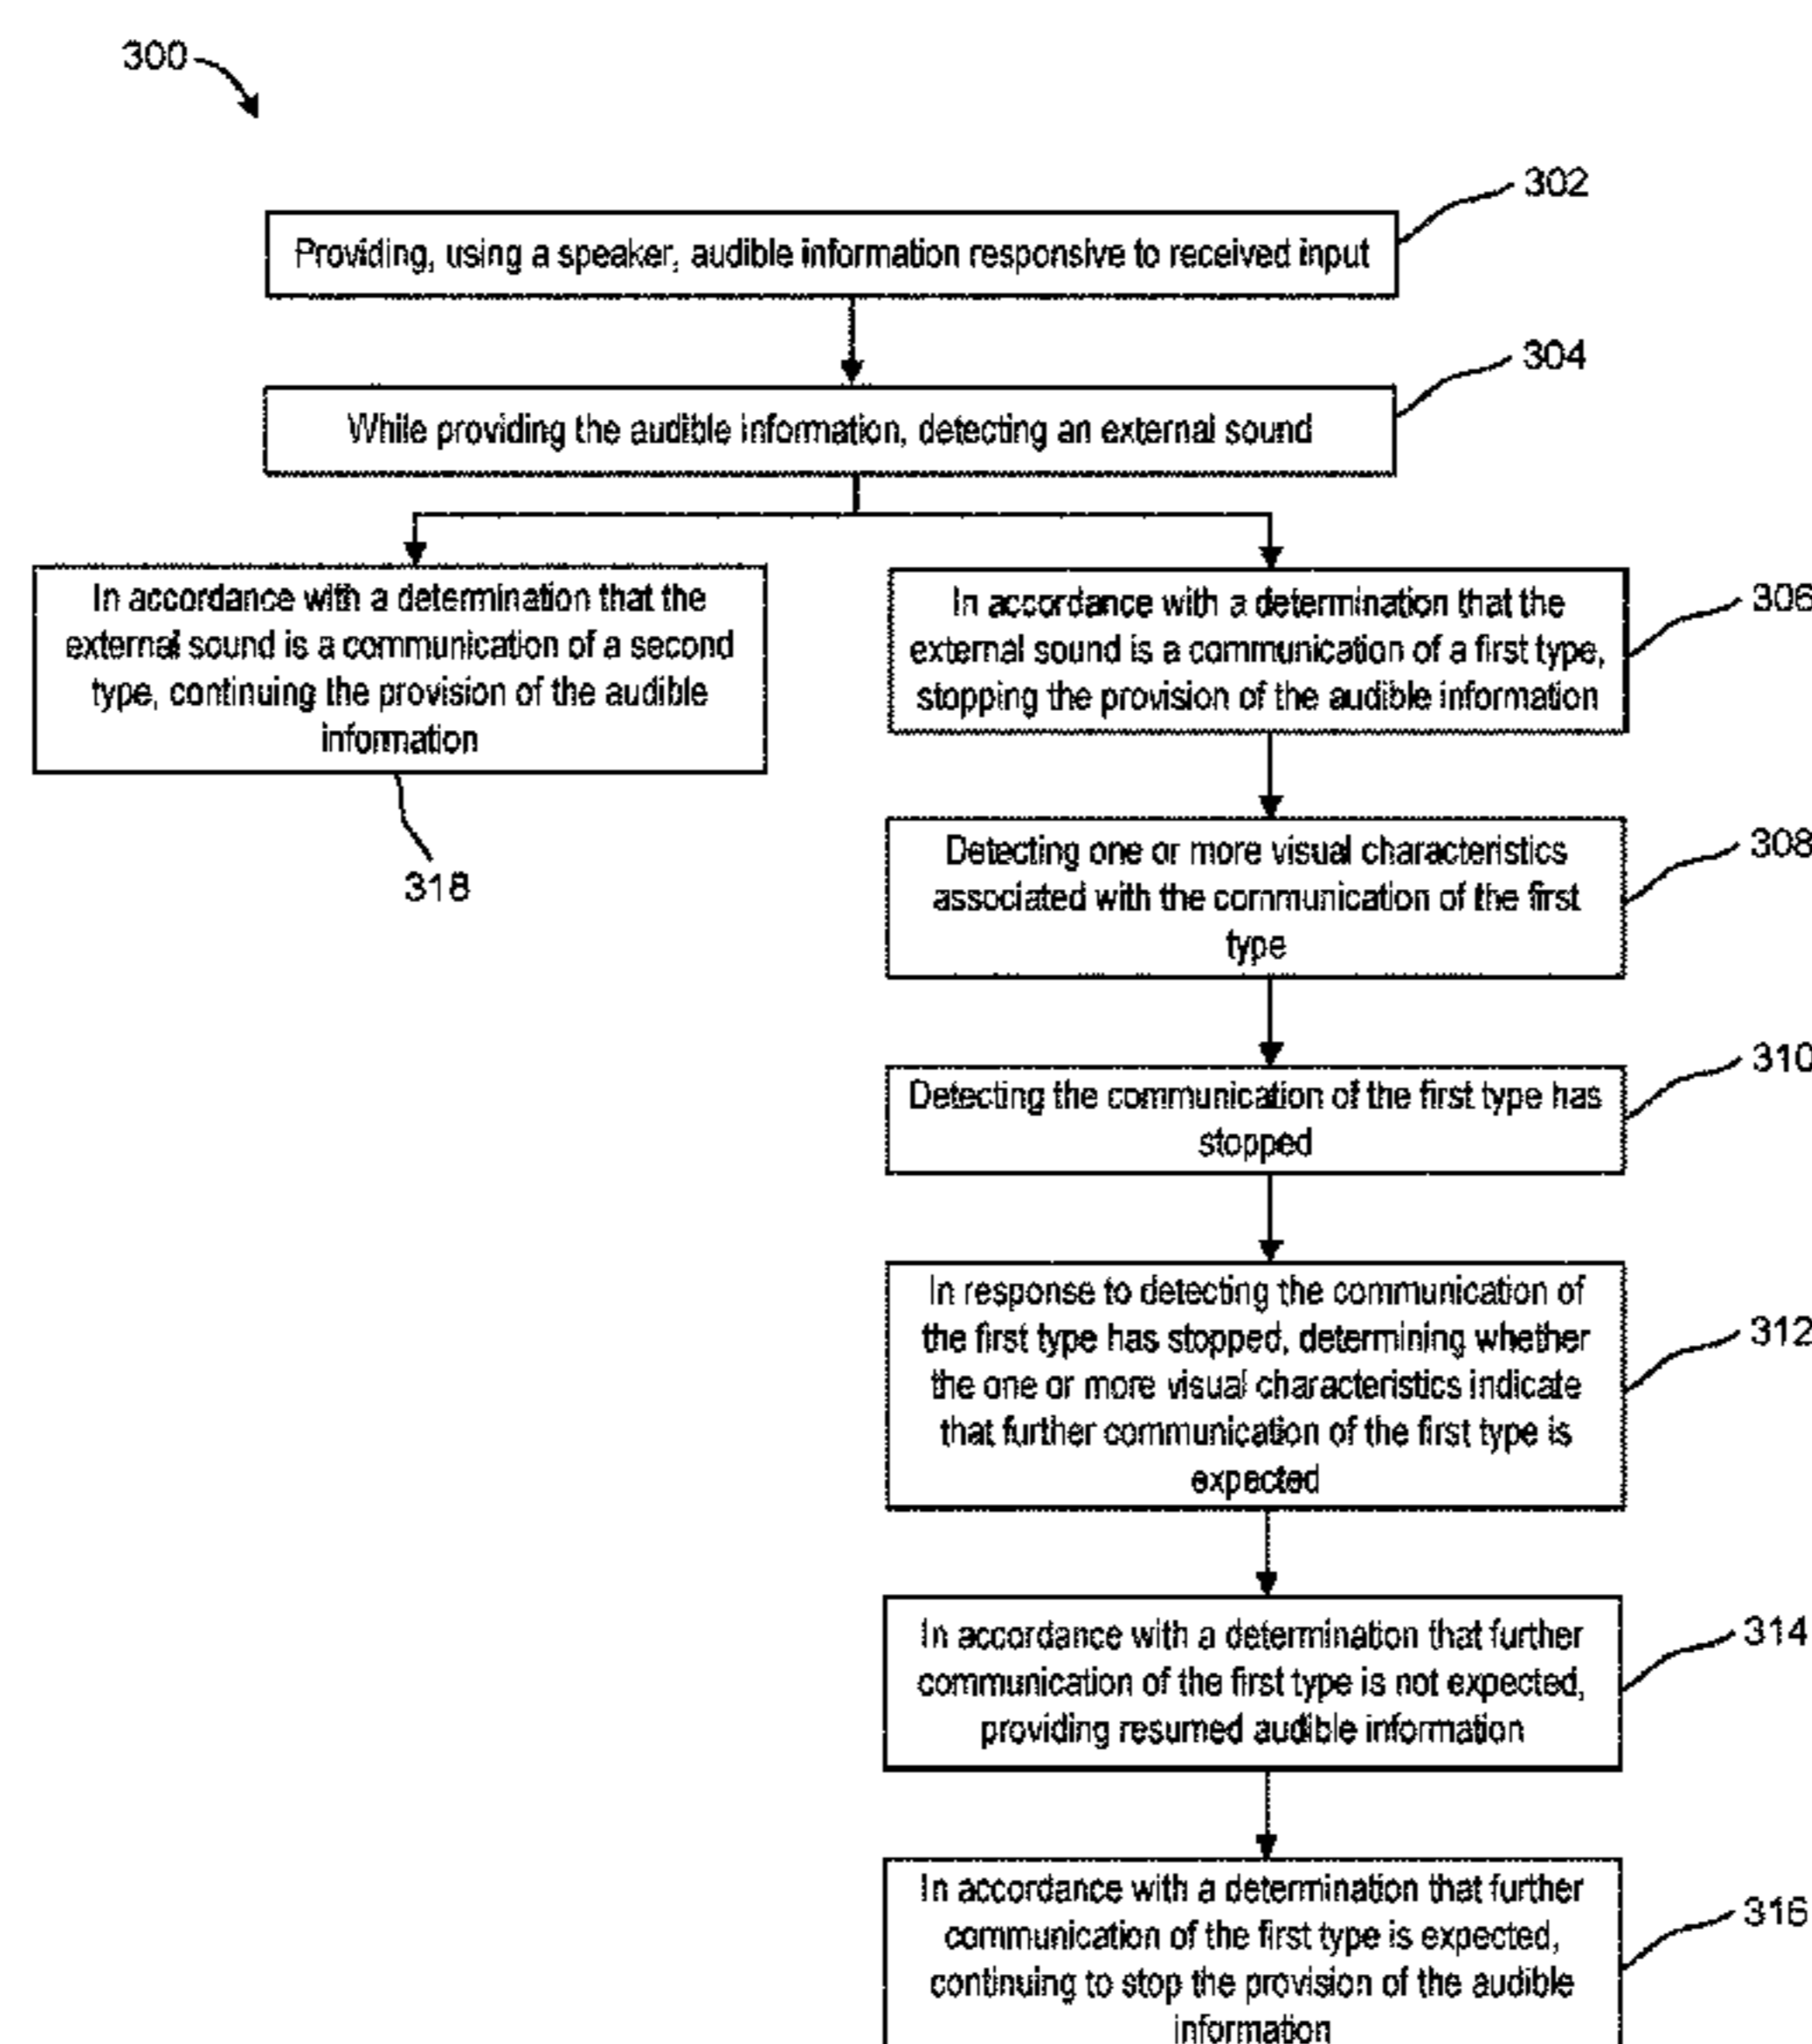 300
302
Providing, using a speaker, audible information responsive to received input
304
While providing the audible information, detecting an external sound
In accordance with a determination that the
external sound is a communication of a second
type, continuing the provision of the audible
information
318
306
In accordance with a determination that the
external sound is a communication of a first type,
stopping the provision of the audible information
308
Detecting one or more visual characteristics
associated with the communication of the first
type
310
Detecting the communication of the first type has
stopped
312
In response to detecting the communication of
the first type has stopped, determining whether
the one or more visual characteristics indicate
that further communication of the first type is
expected
314
In accordance with a determination that further
communication of the first type is not expected,
providing resumed audible information
316
In accordance with a determination that further
communication of the first type is expected,
continuing to stop the provision of the audible
information